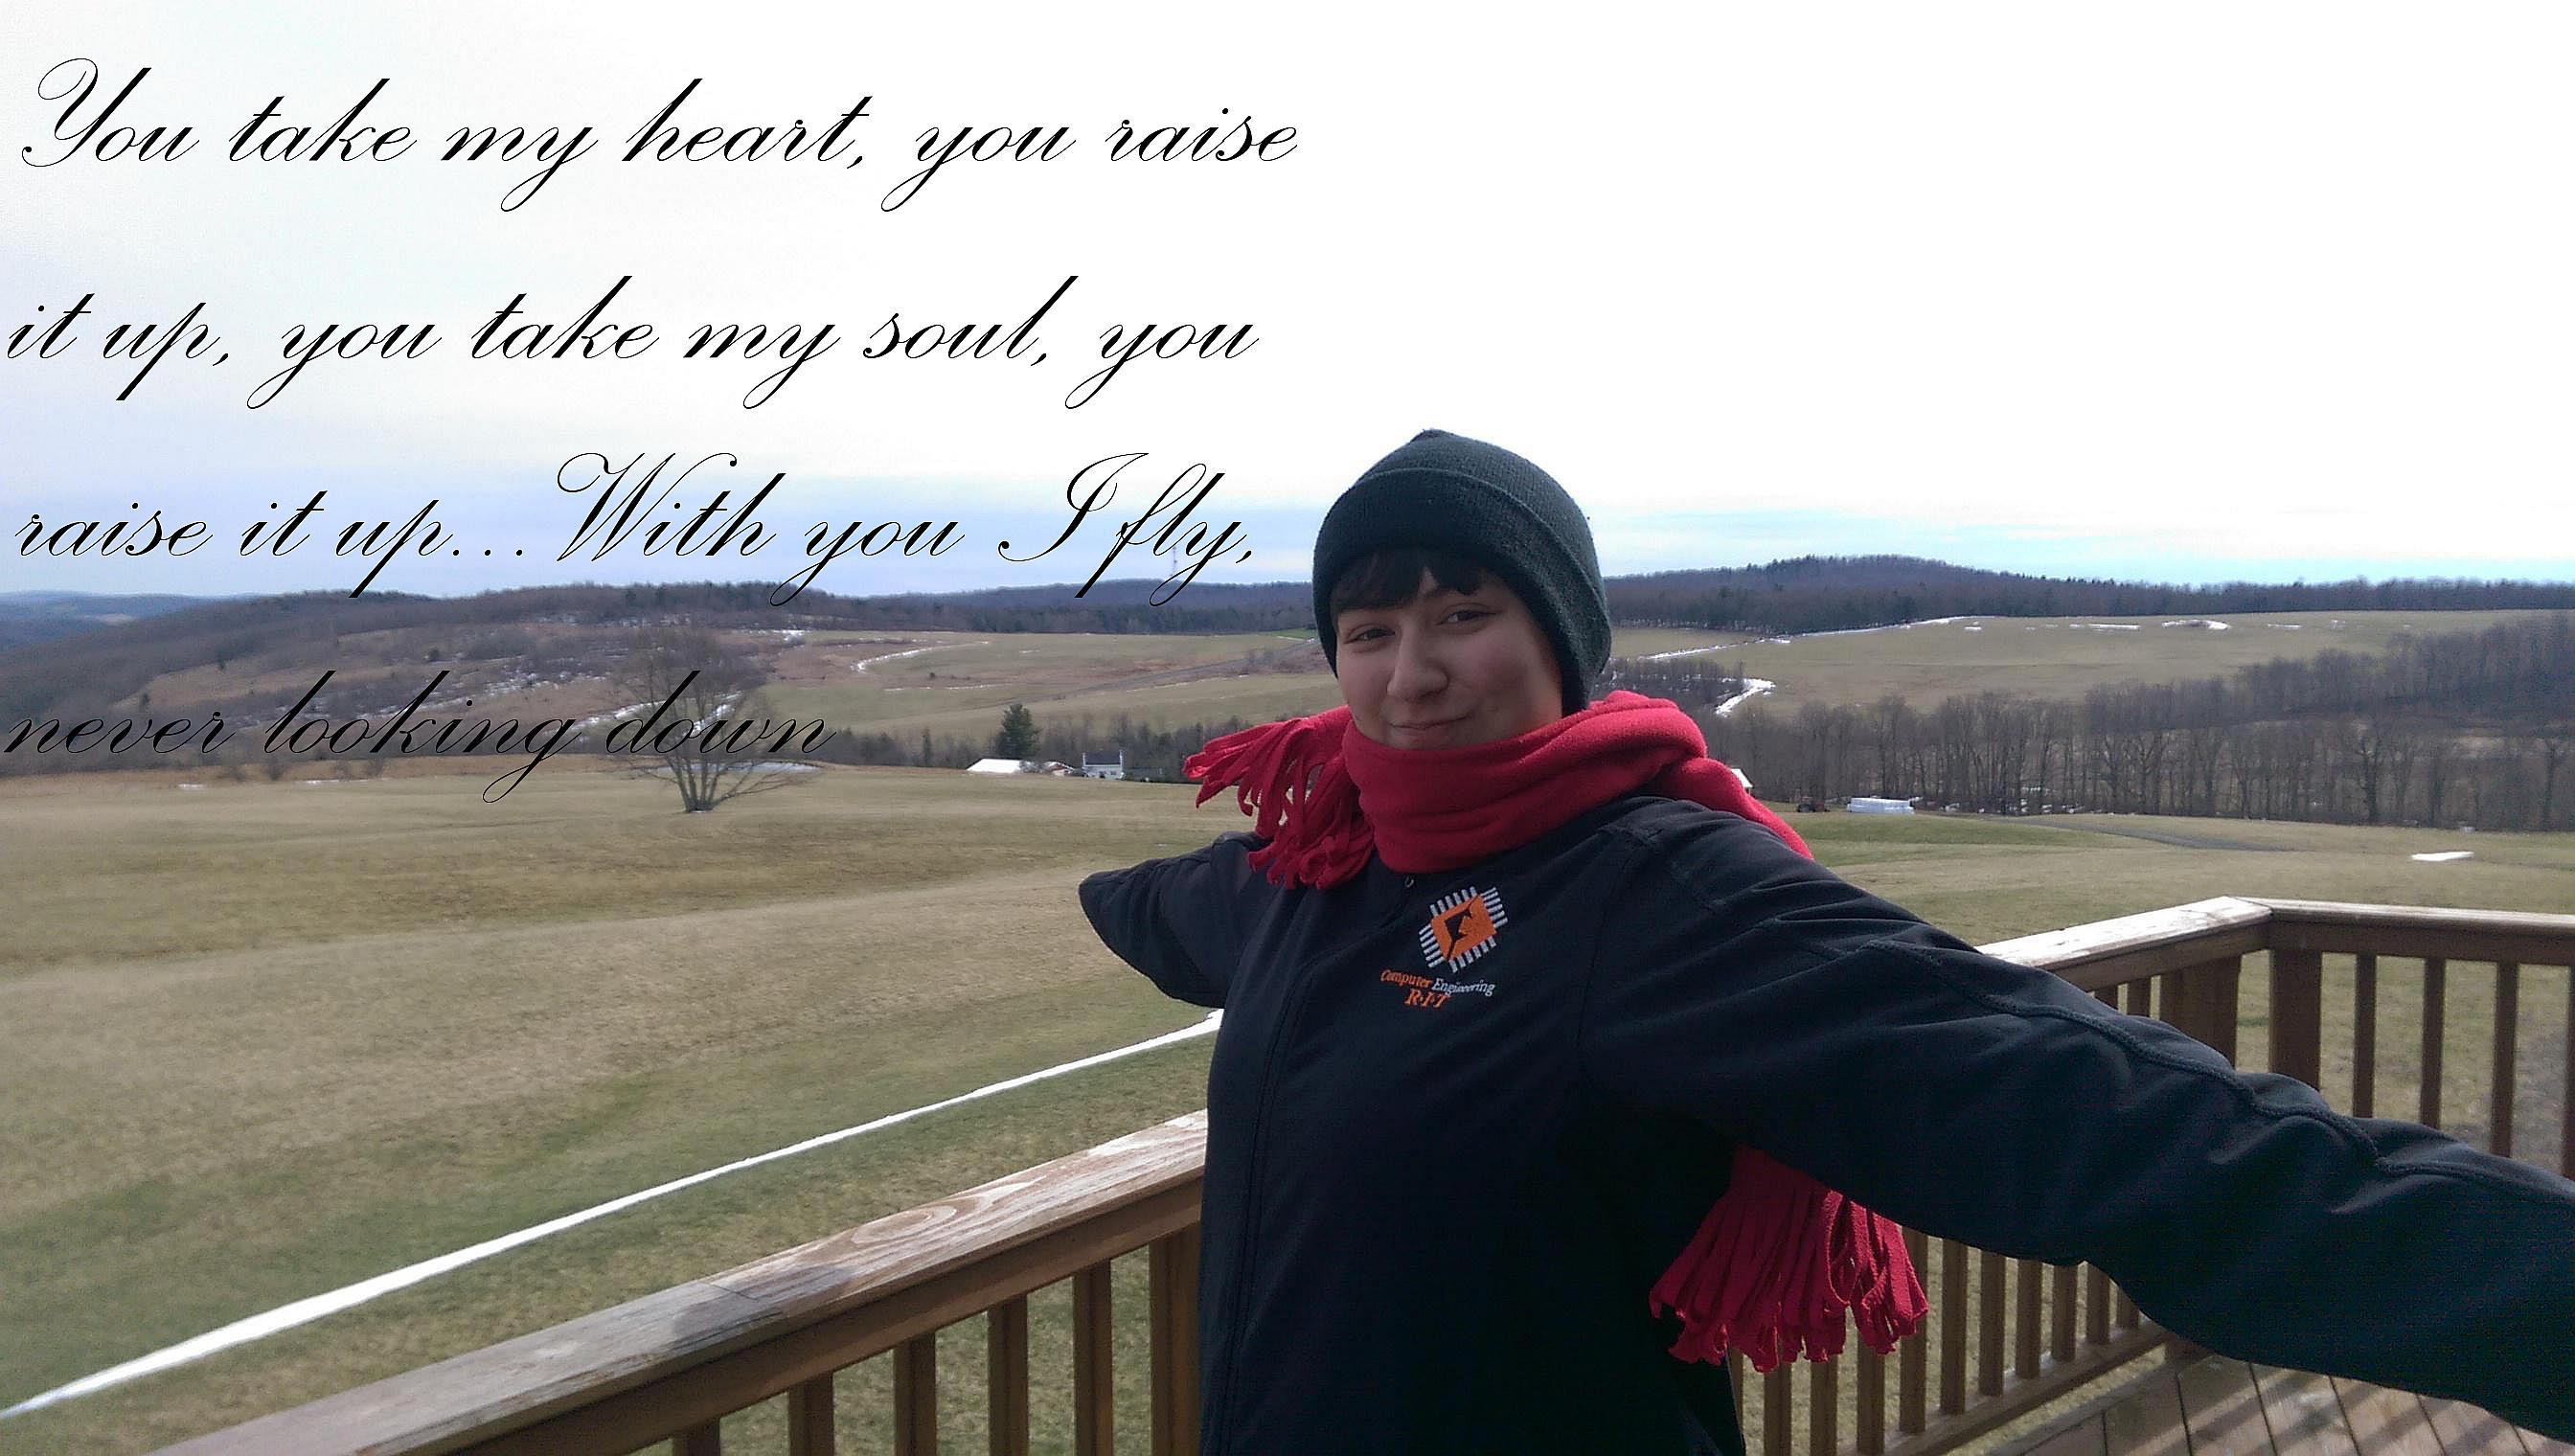 You take my heart, you raise
it up, you take my soul, you
raise it up...With you I fly,
never looking down
Computer Engineering
R·I·T